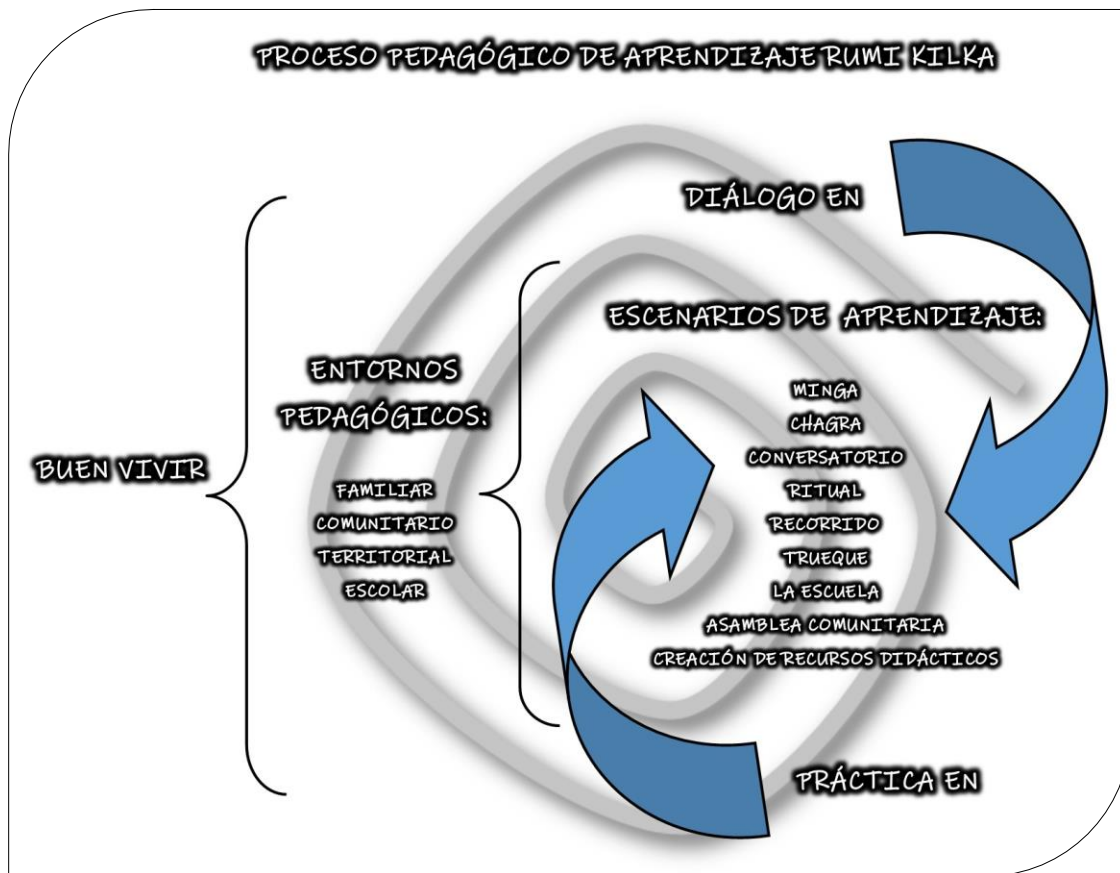 PROCESO PEDAGÓGICO DE APRENDIZAJE RUMI KILKA
DIÁLOGO EN
ESCENARIOS DE APRENDIZAJE:
ENTORNOS
PEDAGÓGICOS:
BUEN VIVIR
FAMILIAR
COMUNITARIO
TERRITORIAL
ESCOLAR
MINGA
CHAGRA
CONVERSATORIO
RITUAL
RECORRIDO
TRUEQUE
LA ESCUELA
ASAMBLEA COMUNITARIA
CREACIÓN DE RECURSOS DIDÁCTICOS
PRÁCTICA EN